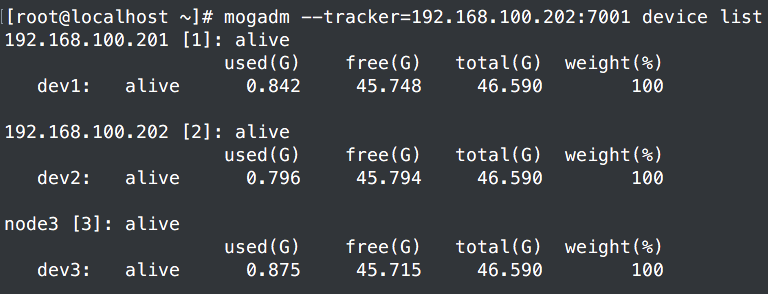 [[root@localhost ~]# mogadm --tracker=192.168.100.202:7001 device list
192.168.100.201 [1]: alive
used(G) free(G) total(G) weight(%)
dev1: alive 0.842 45.748 46.590 100
192.168.100.202 [2]: alive
used(G) free(G) total(G) weight(%)
dev2: alive 0.796 45.794 46.590 100
node3 [3]: alive
used(G) free(G) total(G) weight(%)
dev3: alive 0.875 45.715 46.590 100